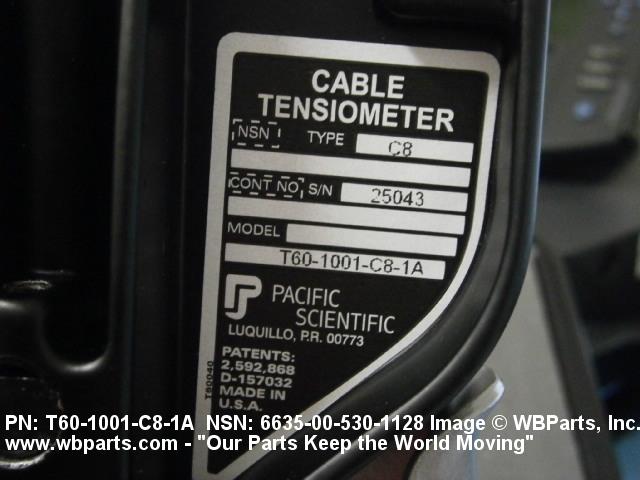 CABLE
TENSIOMETER
NSN TYPE C8
CONT NO S/N 25043
MODEL
T60-1001-C8-1A
PACIFIC
SCIENTIFIC
LUQUILLO, P.R. 00773
PATENTS:
2,592,868
D-157032
MADE IN
U.S.A.
PN: T60-1001-C8-1A NSN: 6635-00-530-1128 Image © WBParts, Inc.
www.wbparts.com - "Our Parts Keep the World Moving"